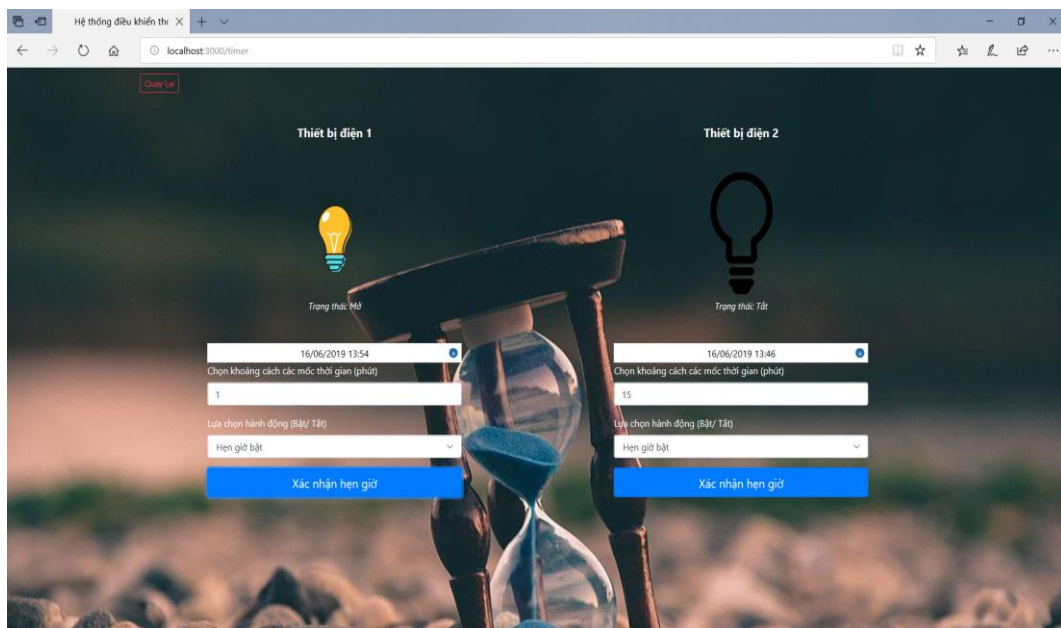 Hệ thống điều khiển thi
localhost:3000/timer
Quay Lại
Thiết bị điện 1
Thiết bị điện 2
Trạng thái: Mở
Trạng thái: Tắt
16/06/2019 13:54
16/06/2019 13:46
Chọn khoảng cách các mốc thời gian (phút)
Chọn khoảng cách các mốc thời gian (phút)
1
15
Lựa chọn hành động (Bật/ Tắt)
Lựa chọn hành động (Bật/ Tắt)
Hẹn giờ bật
Hẹn giờ bật
Xác nhận hẹn giờ
Xác nhận hẹn giờ